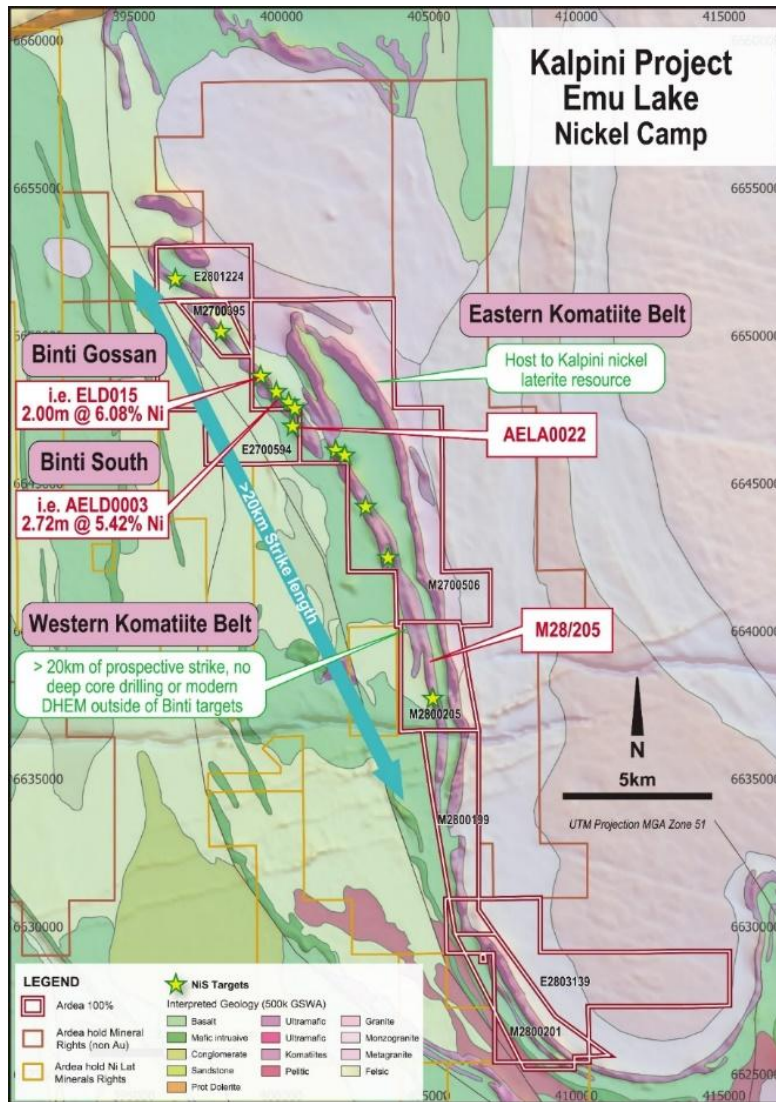 395000
400000
405000
410000
415000
6660000
Kalpini Project
Emu Lake
Nickel Camp
6655000
6655000
E2801224
M2700395
Eastern Komatiite Belt
6650000
Host to Kalpini nickel
laterite resource
Binti Gossan
i.e. ELD015
2.00m @ 6.08% Ni
AELA0022
E2700594
Binti South
i.e. AELD0003
2.72m @ 5.42% Ni
6645000
>20km Strike length
M2700506
Western Komatiite Belt
M28/205
6640000
> 20km of prospective strike, no
deep core drilling or modern
DHEM outside of Binti targets
M2800205
N
5km
UTM Projection MGA Zone 51
6635000
6635000
M2800199
6630000
6630000
E2803139
M2800201
LEGEND
Ardea 100%
Ardea hold Mineral
Rights (non Au)
Ardea hold Ni Lat
Minerals Rights
NiS Targets
Interpreted Geology (500k GSWA)
Basalt
Mafic intrusive
Conglomerate
Sandstone
Prot Dolerite
Ultramafic
Ultramafic
Komatiites
Pelitic
Granite
Monzogranite
Metagranite
Felsic
6625000
405000
410000
415000